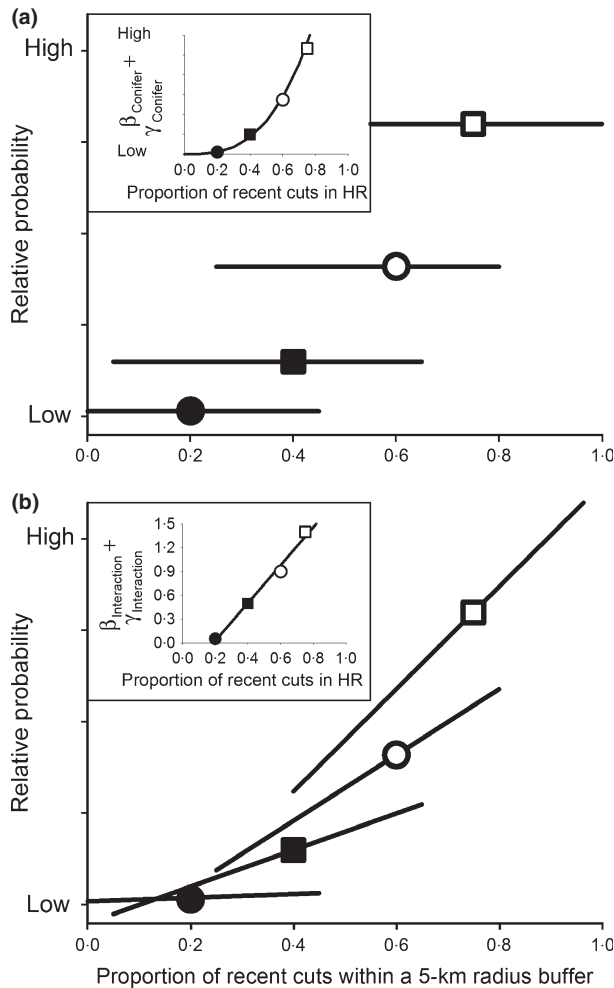 (a)
High
Low
Relative probability
β Conifer +
γ Conifer
High
Low
0·0 0·2 0·4 0·6 0·8 1·0
Proportion of recent cuts in HR
0·0 0·2 0·4 0·6 0·8 1·0
(b)
High
Low
Relative probability
β Interaction +
γ Interaction
1·5
1·2
0·9
0·6
0·3
0·0
0·0 0·2 0·4 0·6 0·8 1·0
Proportion of recent cuts in HR
0·0 0·2 0·4 0·6 0·8 1·0
Proportion of recent cuts within a 5-km radius buffer